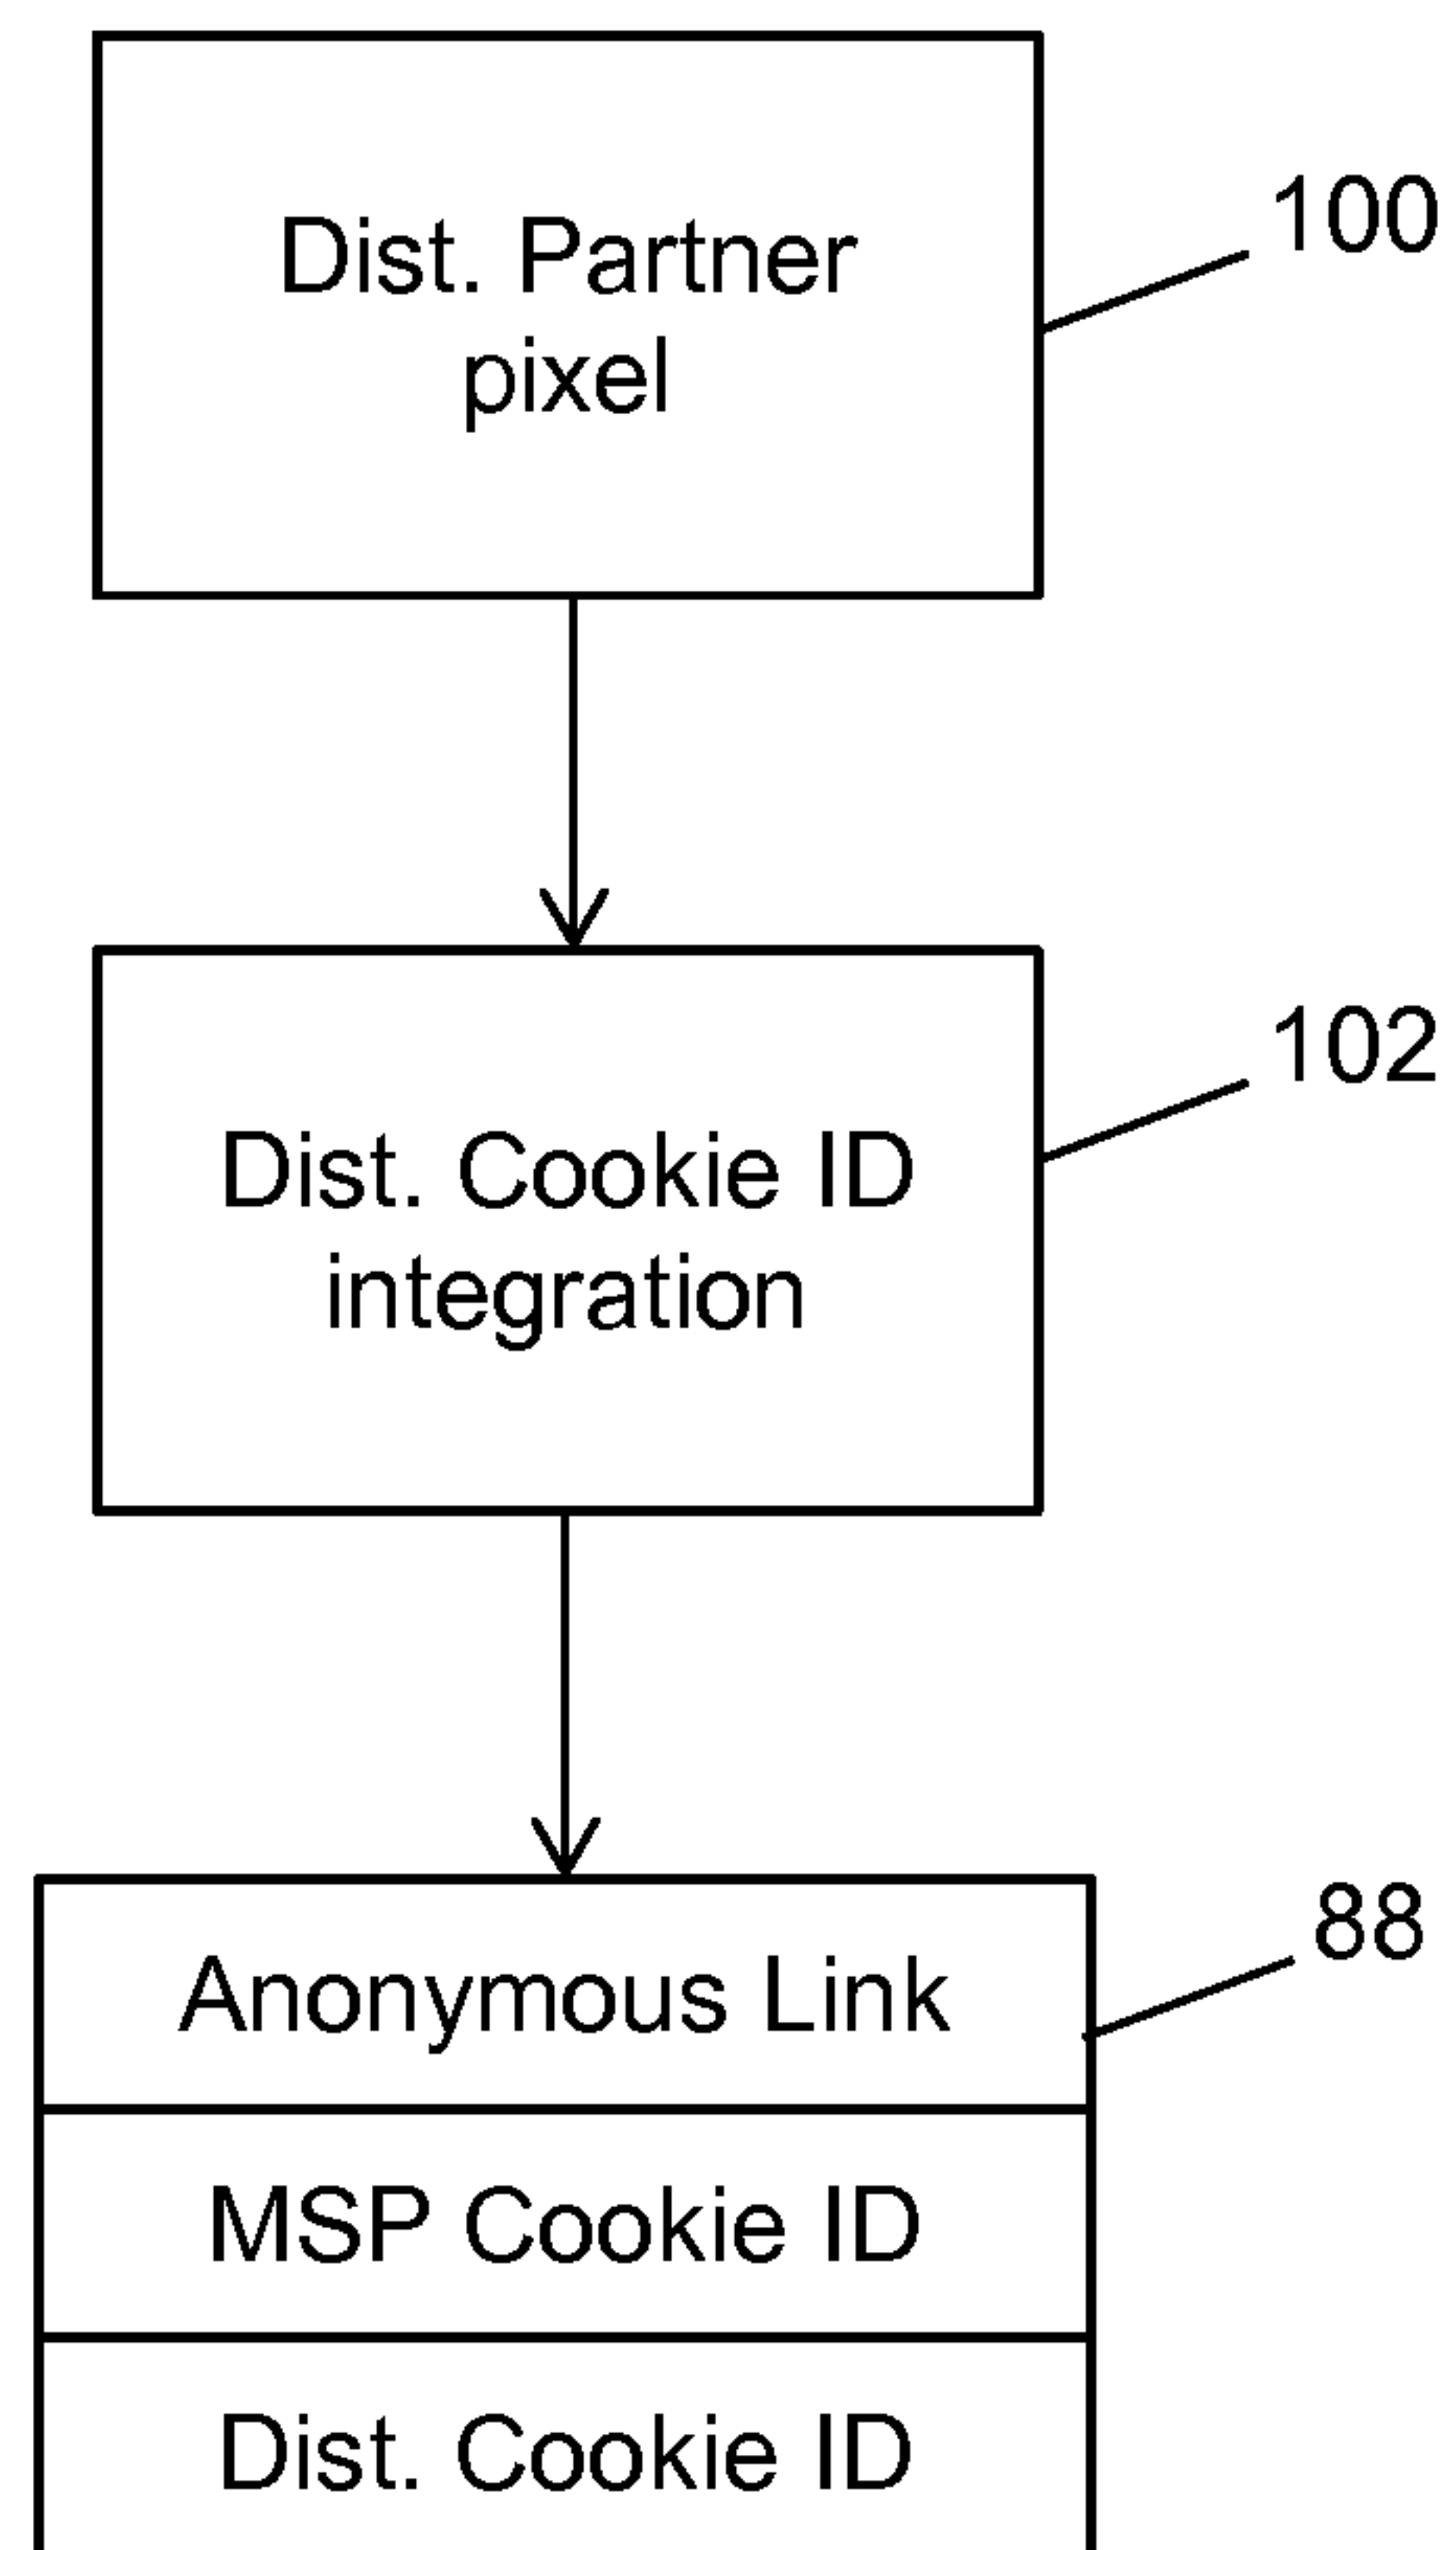 Dist. Partner
pixel
100
Dist. Cookie ID
integration
102
Anonymous Link
88
MSP Cookie ID
Dist. Cookie ID